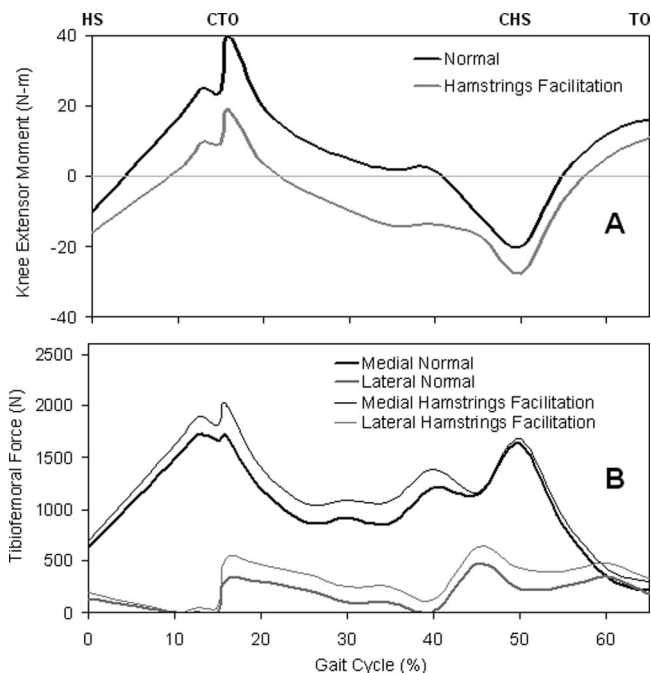 HS CTO CHS TO
40
20
0
-20
-40
Knee Extensor Moment (N-m)
Normal
Hamstrings Facilitation
A
2500
2000
1500
1000
500
0
Tibiofemoral Force (N)
Medial Normal
Lateral Normal
Medial Hamstrings Facilitation
Lateral Hamstrings Facilitation
B
0 10 20 30 40 50 60
Gait Cycle (%)